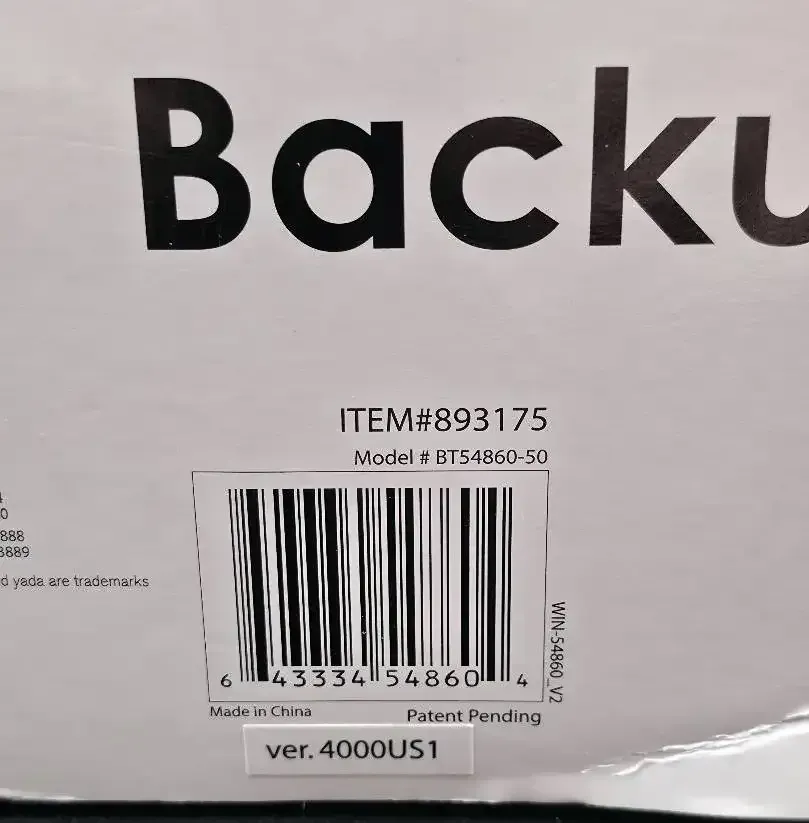 Backu
ITEM#893175
Model # BT54860-50
0
888
3889
d yada are trademarks
6 43334 54860 4
WIN-54860_V2
Made in China
Patent Pending
ver. 4000US1